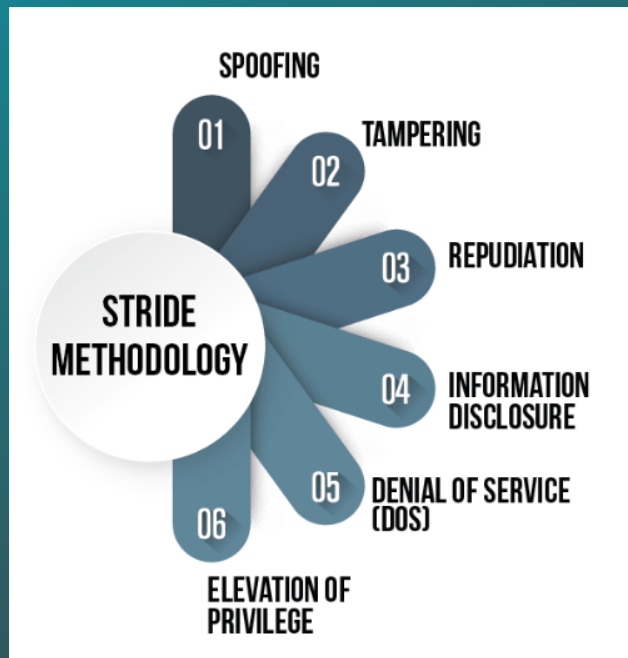 SPOOFING
01
TAMPERING
02
REPUDIATION
03
STRIDE
METHODOLOGY
04
INFORMATION
DISCLOSURE
05
DENIAL OF SERVICE
(DOS)
06
ELEVATION OF
PRIVILEGE